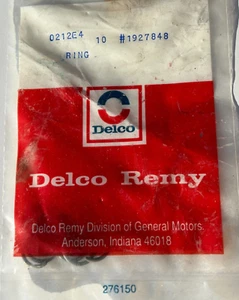 0212E4 10 #1927848
RING
Delco
Delco Remy
Delco Remy Division of General Motors
Anderson, Indiana 46018
276150